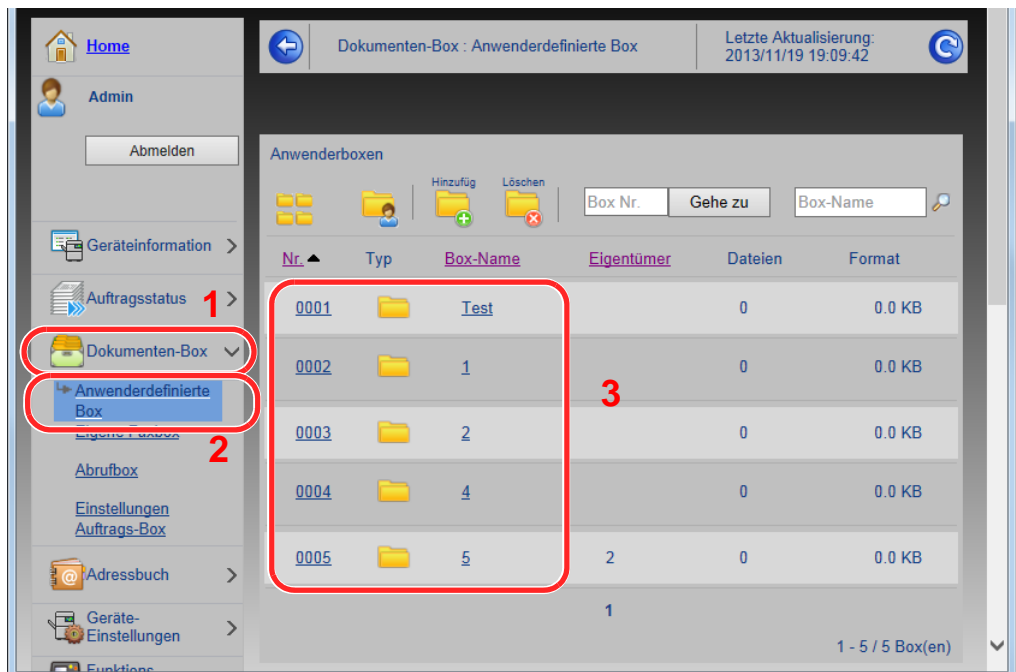 Home
Admin
Abmelden
Geräteinformation
Auftragsstatus
1
Dokumenten-Box
Anwenderdefinierte
Box
2
Eigene Faxbox
Abrufbox
Einstellungen
Auftrags-Box
Adressbuch
Geräte-
Einstellungen
Funktions
Dokumenten-Box : Anwenderdefinierte Box
Letzte Aktualisierung:
2013/11/19 19:09:42
Anwenderboxen
Hinzufüg Löschen
Box Nr. Gehe zu Box-Name
Nr. Typ Box-Name Eigentümer Dateien Format
0001 Test 0 0.0 KB
0002 1 0 0.0 KB
3
0003 2 0 0.0 KB
0004 4 0 0.0 KB
0005 5 2 0 0.0 KB
1
1 - 5 / 5 Box(en)